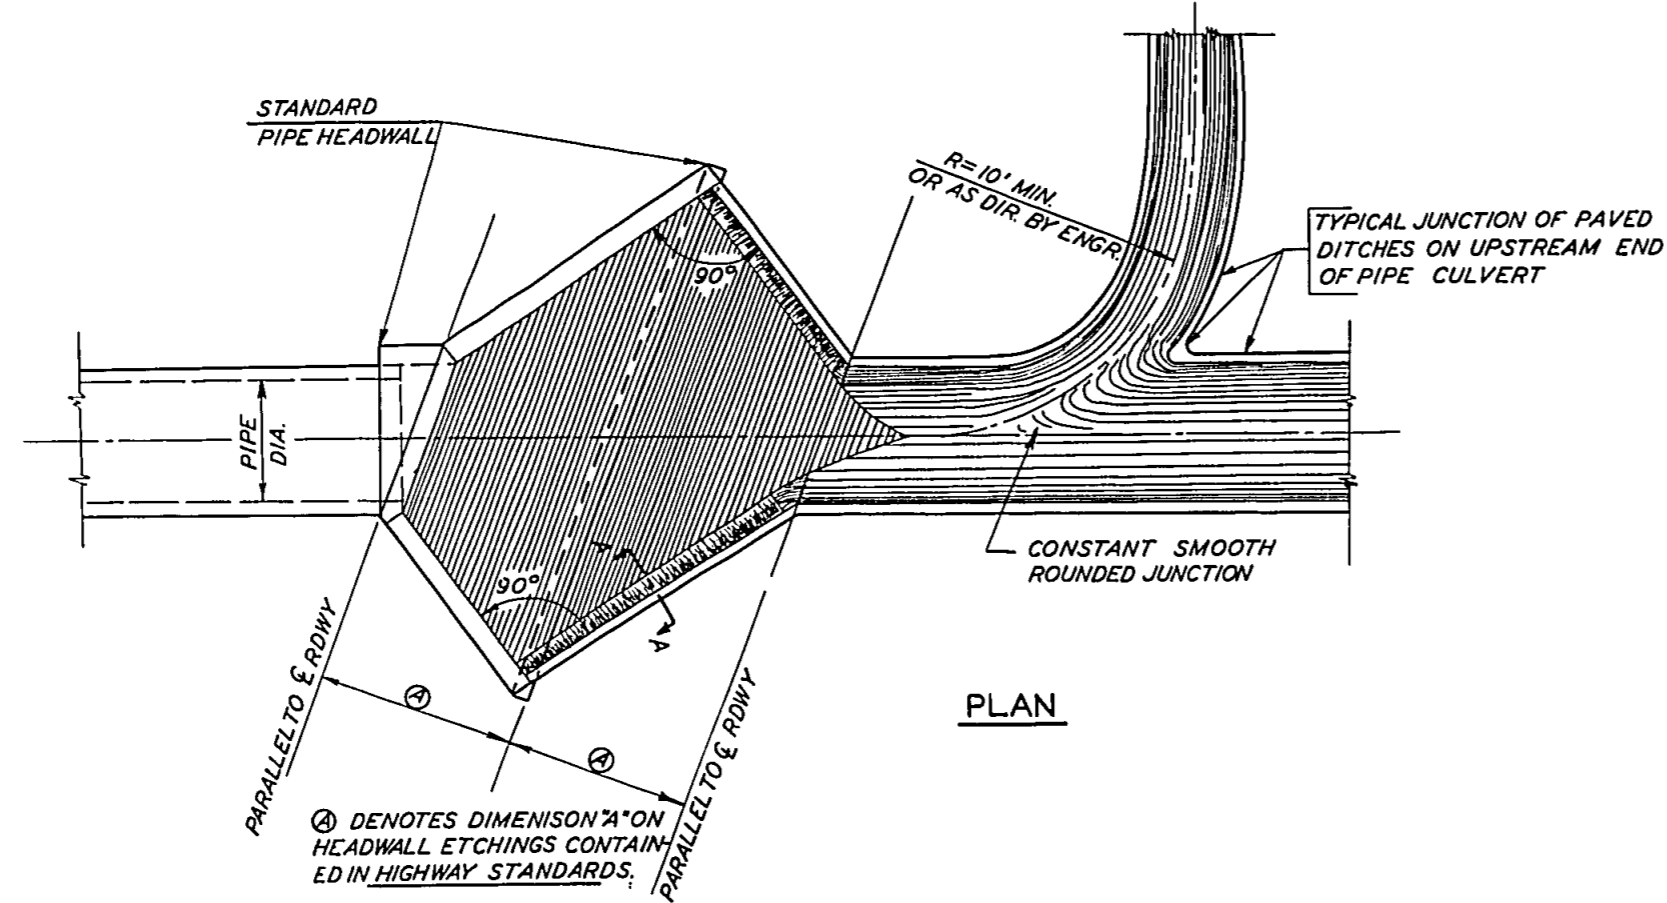 STANDARD
PIPE HEADWALL
R=10' MIN.
OR AS DIR. BY ENGR.
TYPICAL JUNCTION OF PAVED
DITCHES ON UPSTREAM END
OF PIPE CULVERT
90°
PIPE
DIA.
CONSTANT SMOOTH
ROUNDED JUNCTION
A
90°
A
PARALLEL TO ℄ RDWY
Ⓐ
Ⓐ
PARALLEL TO ℄ RDWY
PLAN
Ⓐ DENOTES DIMENISON "A" ON
HEADWALL ETCHINGS CONTAIN-
ED IN HIGHWAY STANDARDS.